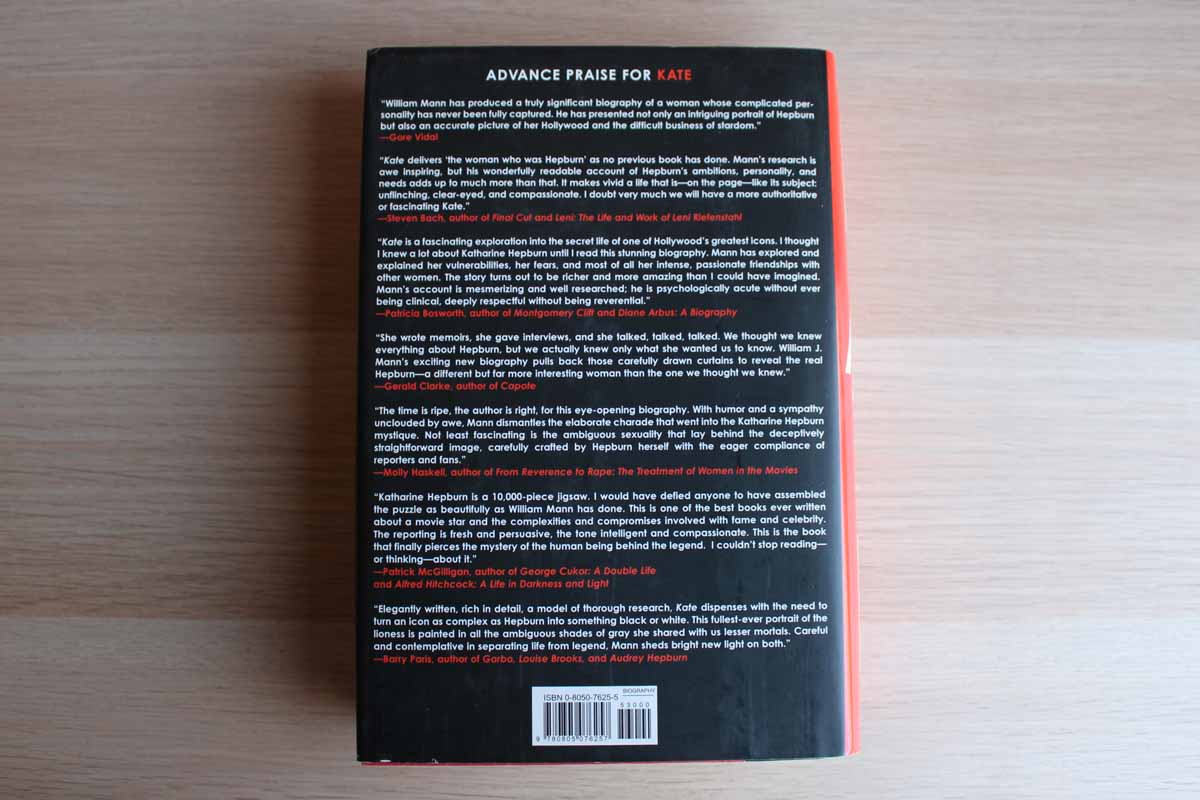 ADVANCE PRAISE FOR KATE
“William Mann has produced a truly significant biography of a woman whose complicated per-
sonality has never been fully captured. He has presented not only an intriguing portrait of Hepburn
but also an accurate picture of her Hollywood and the difficult business of stardom.”
—Gore Vidal
“Kate delivers ‘the woman who was Hepburn’ as no previous book has done. Mann’s research is
awe inspiring, but his wonderfully readable account of Hepburn’s ambitions, personality, and
needs adds up to much more than that. It makes vivid a life that is—on the page—like its subject:
unflinching, clear-eyed, and compassionate. I doubt very much we will have a more authoritative
or fascinating Kate.”
—Steven Bach, author of Final Cut and Leni: The Life and Work of Leni Riefenstahl
“Kate is a fascinating exploration into the secret life of one of Hollywood’s greatest icons. I thought
I knew a lot about Katharine Hepburn until I read this stunning biography. Mann has explored and
explained her vulnerabilities, her fears, and most of all her intense, passionate friendships with
other women. The story turns out to be richer and more amazing than I could have imagined.
Mann’s account is mesmerizing and well researched; he is psychologically acute without ever
being clinical, deeply respectful without being reverential.”
—Patricia Bosworth, author of Montgomery Clift and Diane Arbus: A Biography
“She wrote memoirs, she gave interviews, and she talked, talked, talked. We thought we knew
everything about Hepburn, but we actually knew only what she wanted us to know. William J.
Mann’s exciting new biography pulls back those carefully drawn curtains to reveal the real
Hepburn—a different but far more interesting woman than the one we thought we knew.”
—Gerald Clarke, author of Capote
“The time is ripe, the author is right, for this eye-opening biography. With humor and a sympathy
unclouded by awe, Mann dismantles the elaborate charade that went into the Katharine Hepburn
mystique. Not least fascinating is the ambiguous sexuality that lay behind the deceptively
straightforward image, carefully crafted by Hepburn herself with the eager compliance of
reporters and fans.”
—Molly Haskell, author of From Reverence to Rape: The Treatment of Women in the Movies
“Katharine Hepburn is a 10,000-piece jigsaw. I would have defied anyone to have assembled
the puzzle as beautifully as William Mann has done. This is one of the best books ever written
about a movie star and the complexities and compromises involved with fame and celebrity.
The reporting is fresh and persuasive, the tone intelligent and compassionate. This is the book
that finally pierces the mystery of the human being behind the legend. I couldn’t stop reading—
or thinking—about it.”
—Patrick McGilligan, author of George Cukor: A Double Life
and Alfred Hitchcock: A Life in Darkness and Light
“Elegantly written, rich in detail, a model of thorough research, Kate dispenses with the need to
turn an icon as complex as Hepburn into something black or white. This fullest-ever portrait of the
lioness is painted in all the ambiguous shades of gray she shared with us lesser mortals. Careful
and contemplative in separating life from legend, Mann sheds bright new light on both.”
—Barry Paris, author of Garbo, Louise Brooks, and Audrey Hepburn
BIOGRAPHY
ISBN 0-8050-7625-5
53000
9 780805 076257